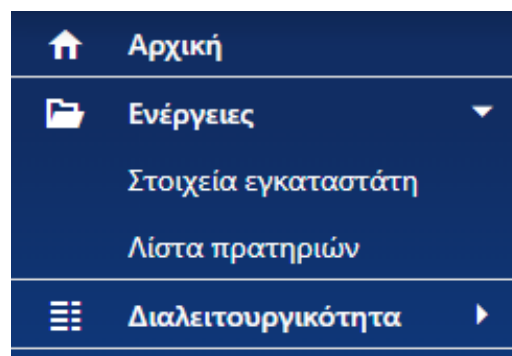 Αρχική
Ενέργειες
Στοιχεία εγκαταστάτη
Λίστα πρατηριών
Διαλειτουργικότητα